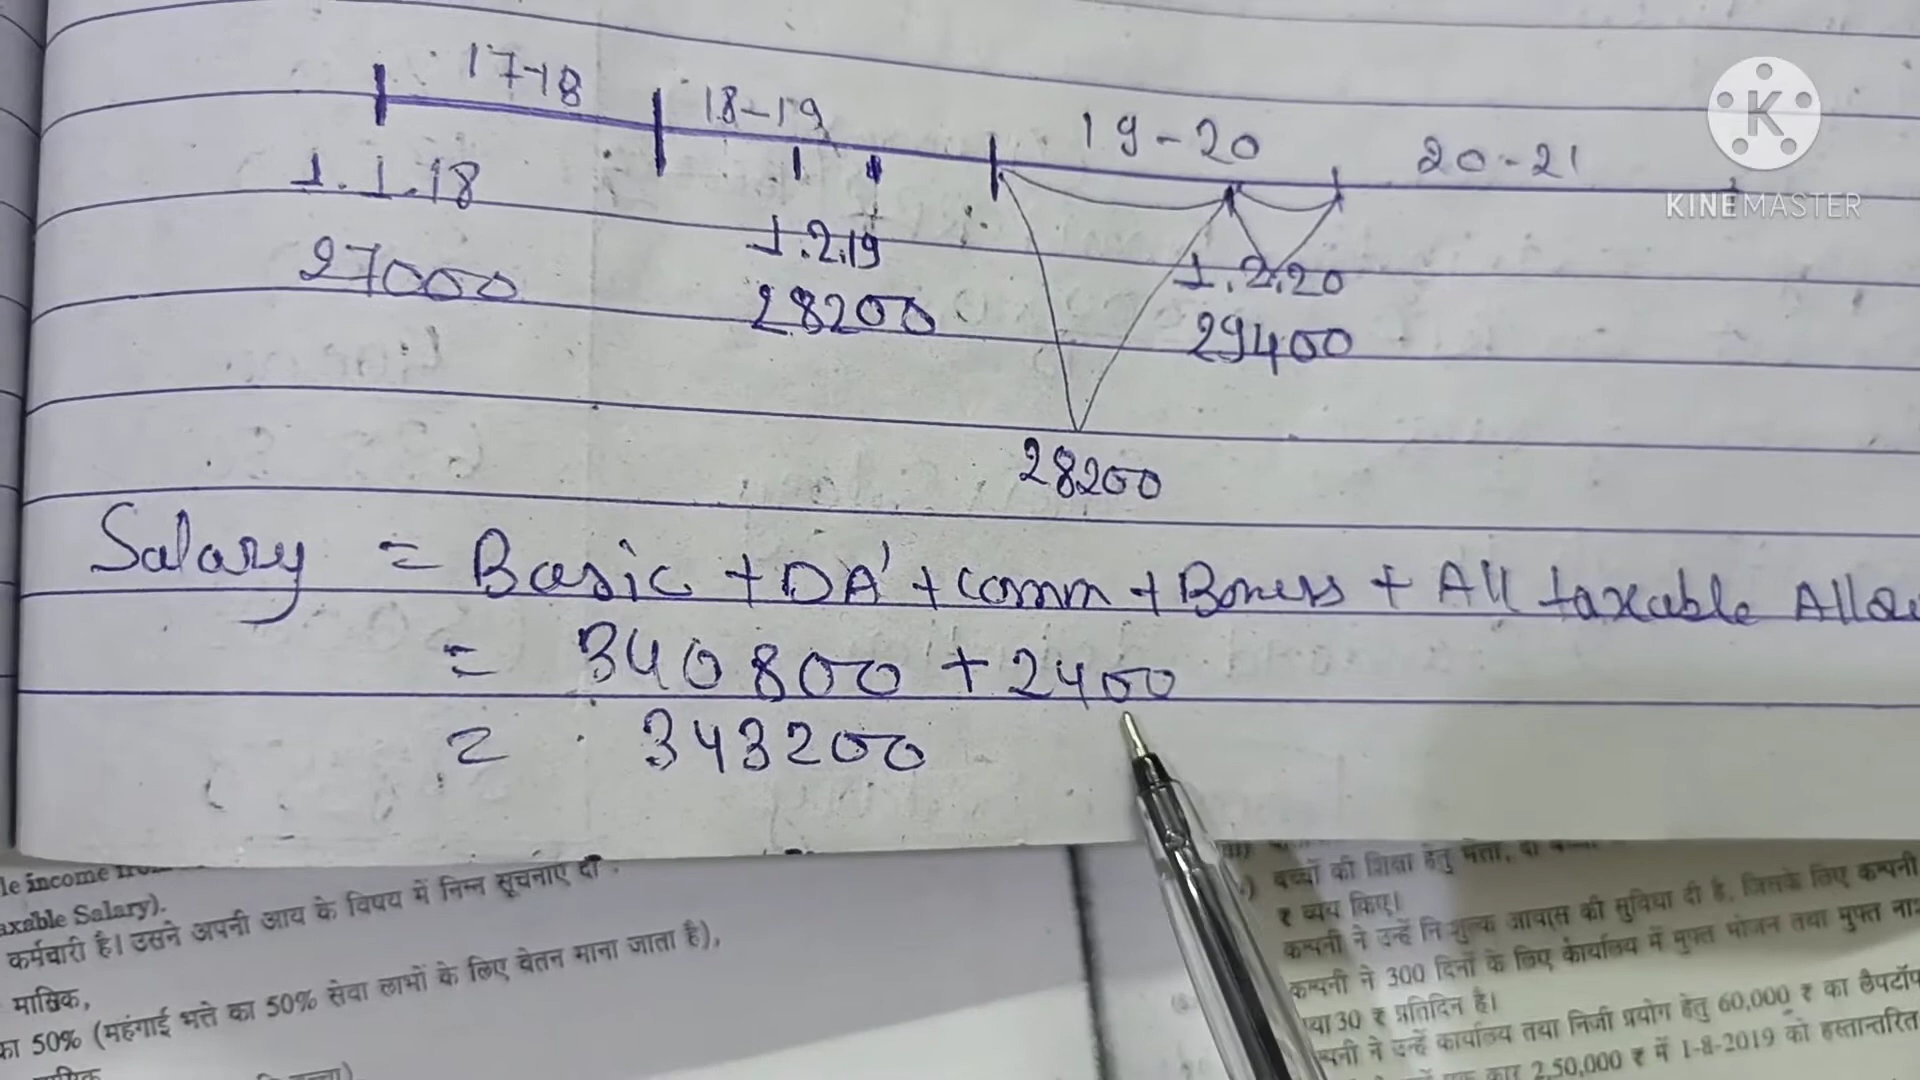 17-18 18-19 19-20 20-21
K
KINEMASTER
1.1.18 1.2.19 1.2.20
27000 28200 29400
28200
Salary = Basic + DA' + Comm + Bonuss + All taxable
= 340800 + 2400
= 343200
le income
axable Salary).
कर्मचारी है। उसने अपनी आय के विषय में निम्न सूचनाएं दी :
मासिक,
का 50% (महंगाई भत्ते का 50% सेवा लाभों के लिए वेतन माना जाता है),
बच्चों की शिक्षा हेतु भत्ता, दो
₹ व्यय किए।
कम्पनी ने उन्हें निःशुल्क आवास की सुविधा दी है, जिसके लिए कम्पनी
कम्पनी ने 300 दिनों के लिए कार्यालय में मुफ्त भोजन तथा मुफ्त
30 ₹ प्रतिदिन है।
ने उन्हें कार्यालय तथा निजी प्रयोग हेतु 60,000 ₹ का लैपटॉप
कार 2,50,000 ₹ में 1-8-2019 को हस्तान्तरित